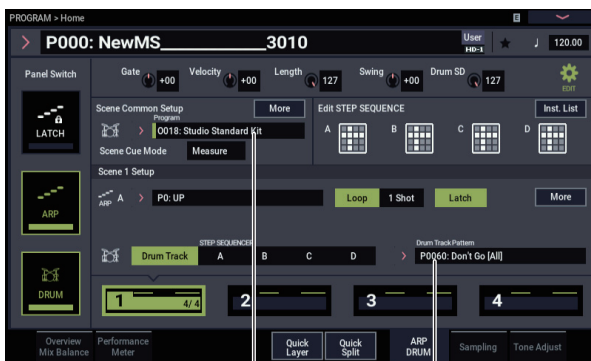 PROGRAM > Home
E
P000: NewMS____________3010
User
HD-1
♩ 120.00
Panel Switch
Gate +00 Velocity +00 Length 127 Swing +00 Drum SD 127
EDIT
LATCH
Scene Common Setup More
Program
0018: Studio Standard Kit
Scene Cue Mode Measure
Edit STEP SEQUENCE Inst. List
A B C D
Scene 1 Setup
ARP
ARP A > P0: UP Loop 1 Shot Latch More
STEP SEQUENCER
Drum Track A B C D
Drum Track Pattern
> P0060: Don't Go [All]
DRUM
1 4/4 2 3 4
Overview Mix Balance
Performance Meter
Quick Layer
Quick Split
ARP DRUM
Sampling
Tone Adjust